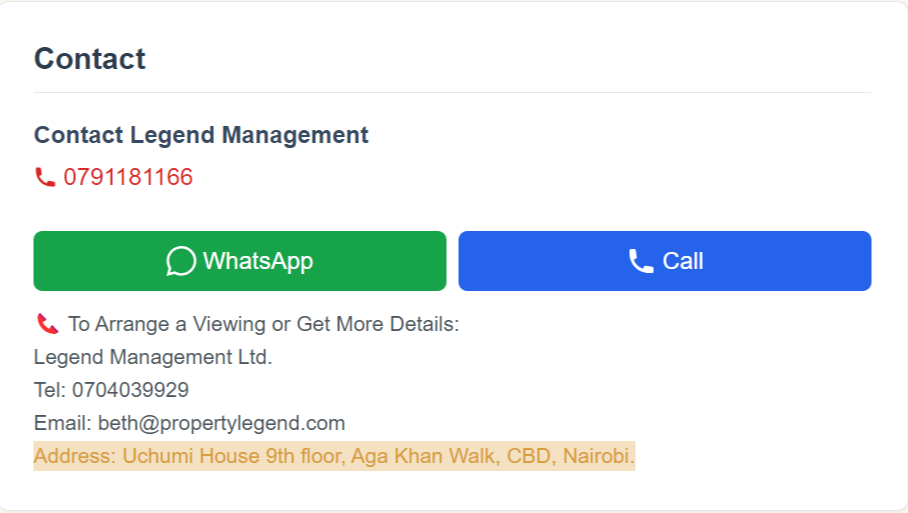 Contact
Contact Legend Management
0791181166
WhatsApp
Call
To Arrange a Viewing or Get More Details:
Legend Management Ltd.
Tel: 0704039929
Email: beth@propertylegend.com
Address: Uchumi House 9th floor, Aga Khan Walk, CBD, Nairobi.